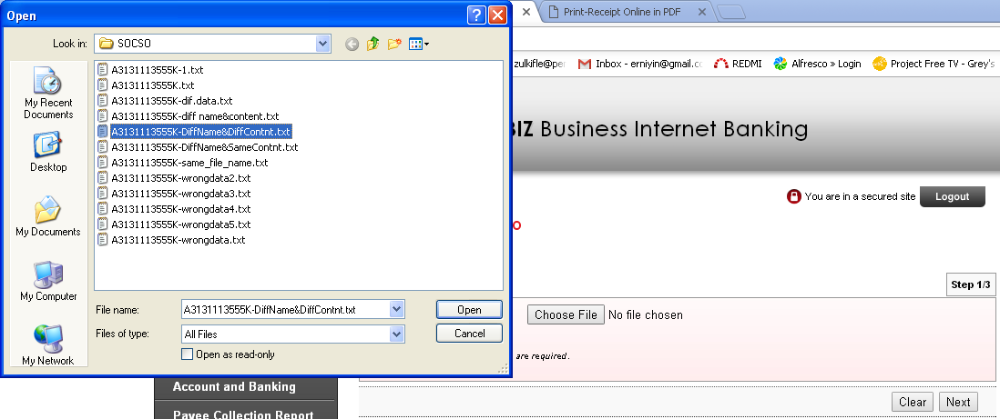 Open
Look in: SOCSO
My Recent Documents
Desktop
My Documents
My Computer
My Network
A3131113555K-1.txt
A3131113555K.txt
A3131113555K-dif.data.txt
A3131113555K-diff name&content.txt
A3131113555K-DiffName&DiffContnt.txt
A3131113555K-DiffName&SameContnt.txt
A3131113555K-same_file_name.txt
A3131113555K-wrongdata2.txt
A3131113555K-wrongdata3.txt
A3131113555K-wrongdata4.txt
A3131113555K-wrongdata5.txt
A3131113555K-wrongdata.txt
File name: A3131113555K-DiffName&DiffContnt.txt Open
Files of type: All Files Cancel
Open as read-only
Print-Receipt Online in PDF
zulkifle@per Inbox - erniyin@gmail.co REDMI Alfresco » Login Project Free TV - Grey's
BIZ Business Internet Banking
You are in a secured site Logout
o
Step 1/3
Choose File No file chosen
are required.
Clear Next
Account and Banking
Payee Collection Report